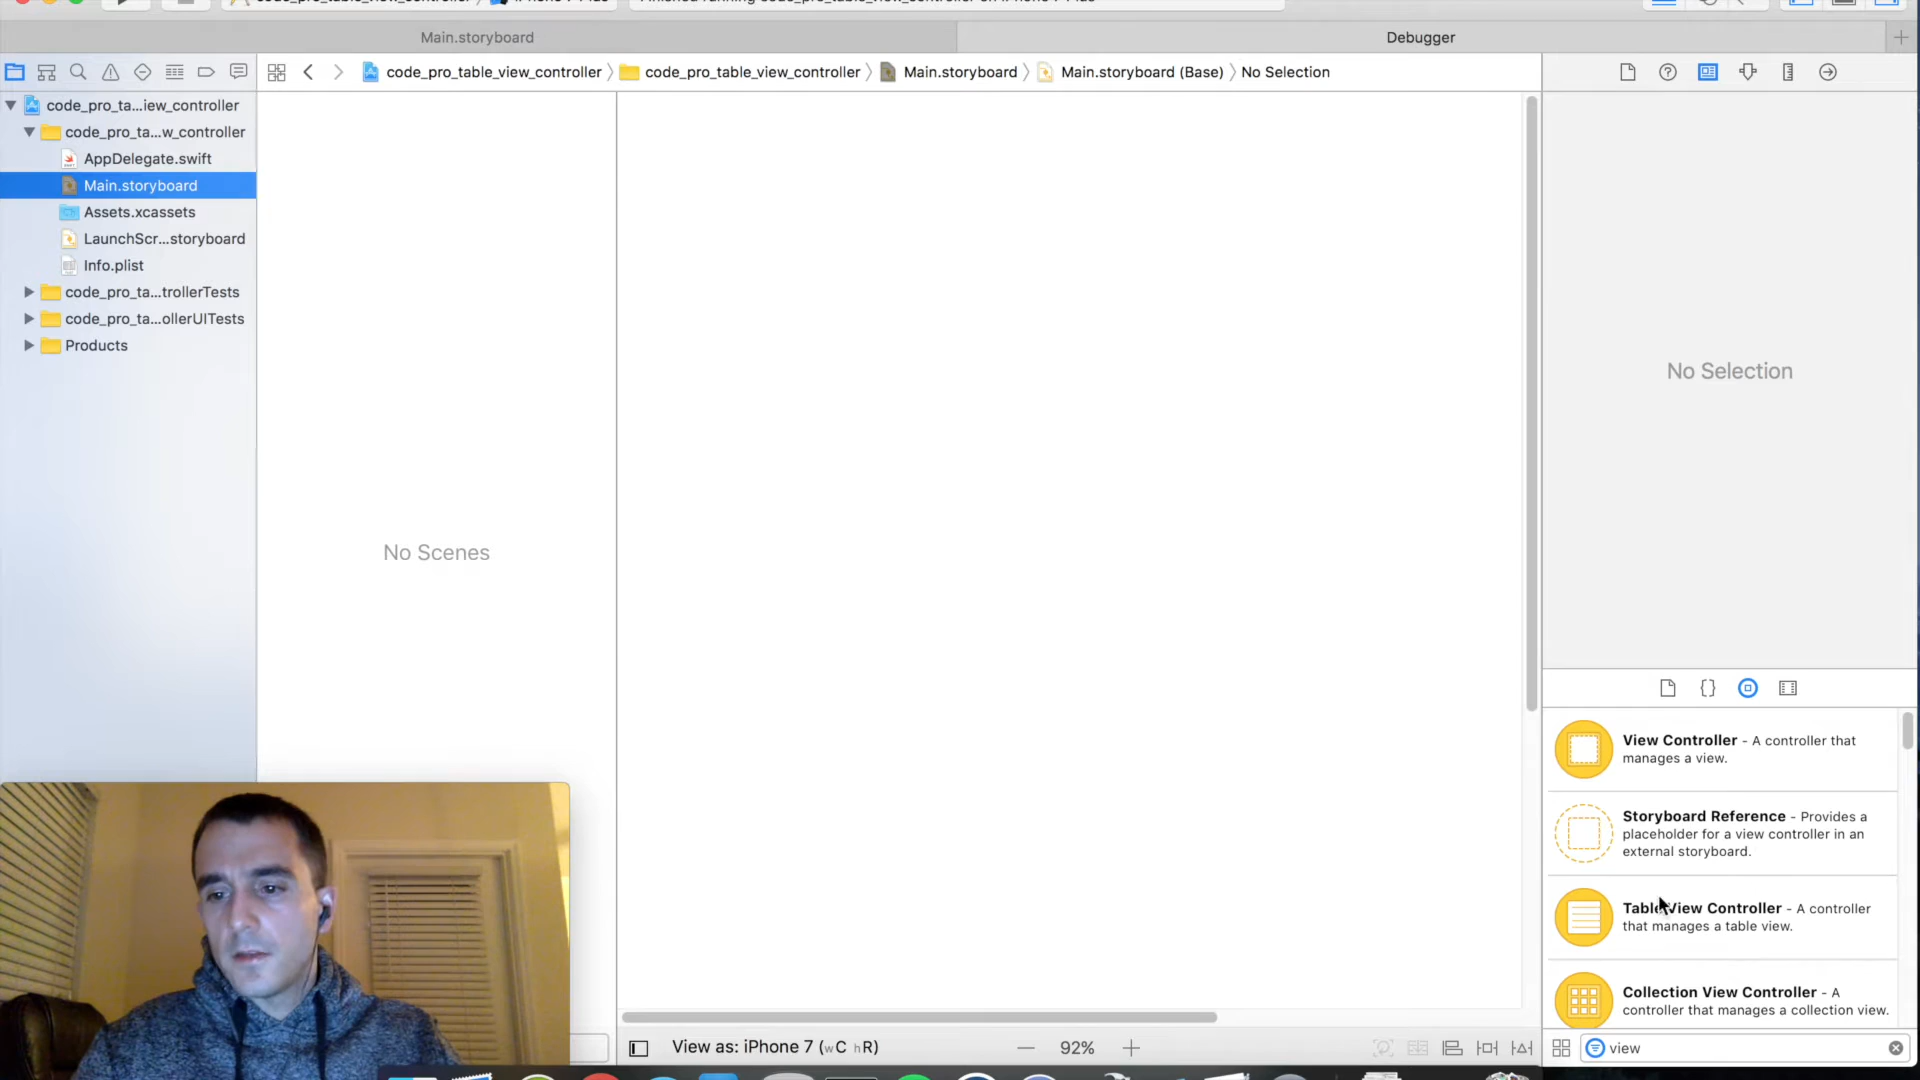 Main.storyboard
Debugger
code_pro_table_view_controller
code_pro_table_view_controller
Main.storyboard
Main.storyboard (Base)
No Selection
code_pro_ta...iew_controller
code_pro_ta...w_controller
AppDelegate.swift
Main.storyboard
Assets.xcassets
LaunchScr...storyboard
Info.plist
code_pro_ta...trollerTests
code_pro_ta...ollerUITests
Products
No Scenes
No Selection
View Controller - A controller that
manages a view.
Storyboard Reference - Provides a
placeholder for a view controller in an
external storyboard.
Table View Controller - A controller
that manages a table view.
Collection View Controller - A
controller that manages a collection view.
View as: iPhone 7 (wC hR)
92%
view